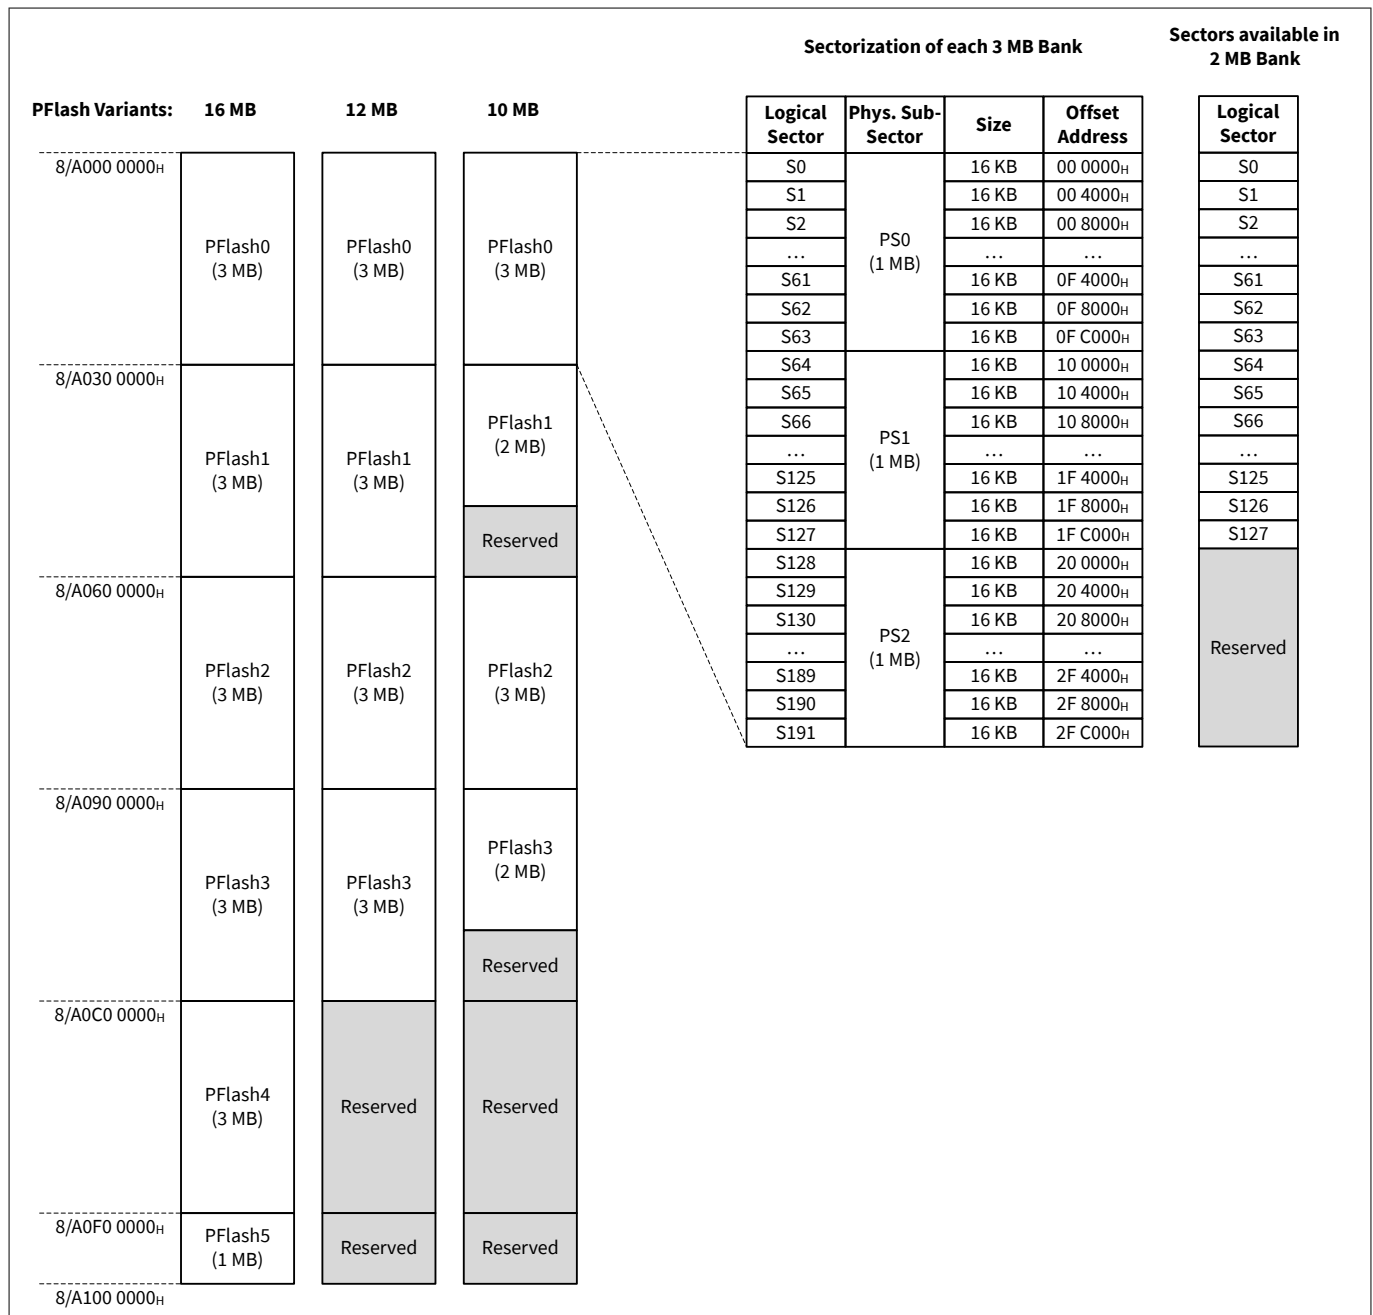 Sectorization of each 3 MB Bank
Sectors available in
2 MB Bank
PFlash Variants: 16 MB 12 MB 10 MB
8/A000 0000H
PFlash0
(3 MB)
PFlash0
(3 MB)
PFlash0
(3 MB)
8/A030 0000H
PFlash1
(3 MB)
PFlash1
(3 MB)
PFlash1
(2 MB)
Reserved
8/A060 0000H
PFlash2
(3 MB)
PFlash2
(3 MB)
PFlash2
(3 MB)
8/A090 0000H
PFlash3
(3 MB)
PFlash3
(3 MB)
PFlash3
(2 MB)
Reserved
8/A0C0 0000H
PFlash4
(3 MB)
Reserved
Reserved
8/A0F0 0000H
PFlash5
(1 MB)
Reserved
Reserved
8/A100 0000H
Logical
Sector
Phys. Sub-
Sector
Size
Offset
Address
S0 16 KB 00 0000H
S1 16 KB 00 4000H
S2 16 KB 00 8000H
PS0
(1 MB)
… … …
S61 16 KB 0F 4000H
S62 16 KB 0F 8000H
S63 16 KB 0F C000H
S64 16 KB 10 0000H
S65 16 KB 10 4000H
S66 16 KB 10 8000H
PS1
(1 MB)
… … …
S125 16 KB 1F 4000H
S126 16 KB 1F 8000H
S127 16 KB 1F C000H
S128 16 KB 20 0000H
S129 16 KB 20 4000H
S130 16 KB 20 8000H
PS2
(1 MB)
… … …
S189 16 KB 2F 4000H
S190 16 KB 2F 8000H
S191 16 KB 2F C000H
Logical
Sector
S0
S1
S2
…
S61
S62
S63
S64
S65
S66
…
S125
S126
S127
Reserved